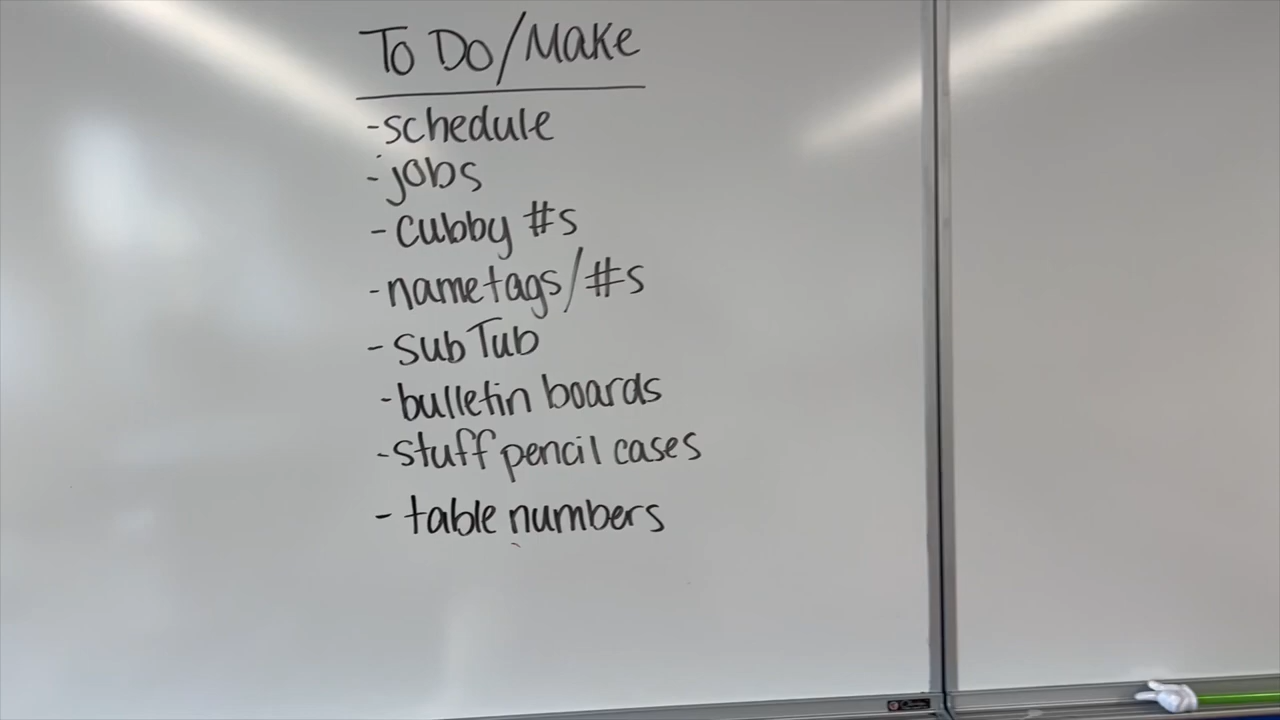 To Do/Make
-schedule
-jobs
- cubby #s
-nametags/#s
- Sub Tub
-bulletin boards
-stuff pencil cases
- table numbers